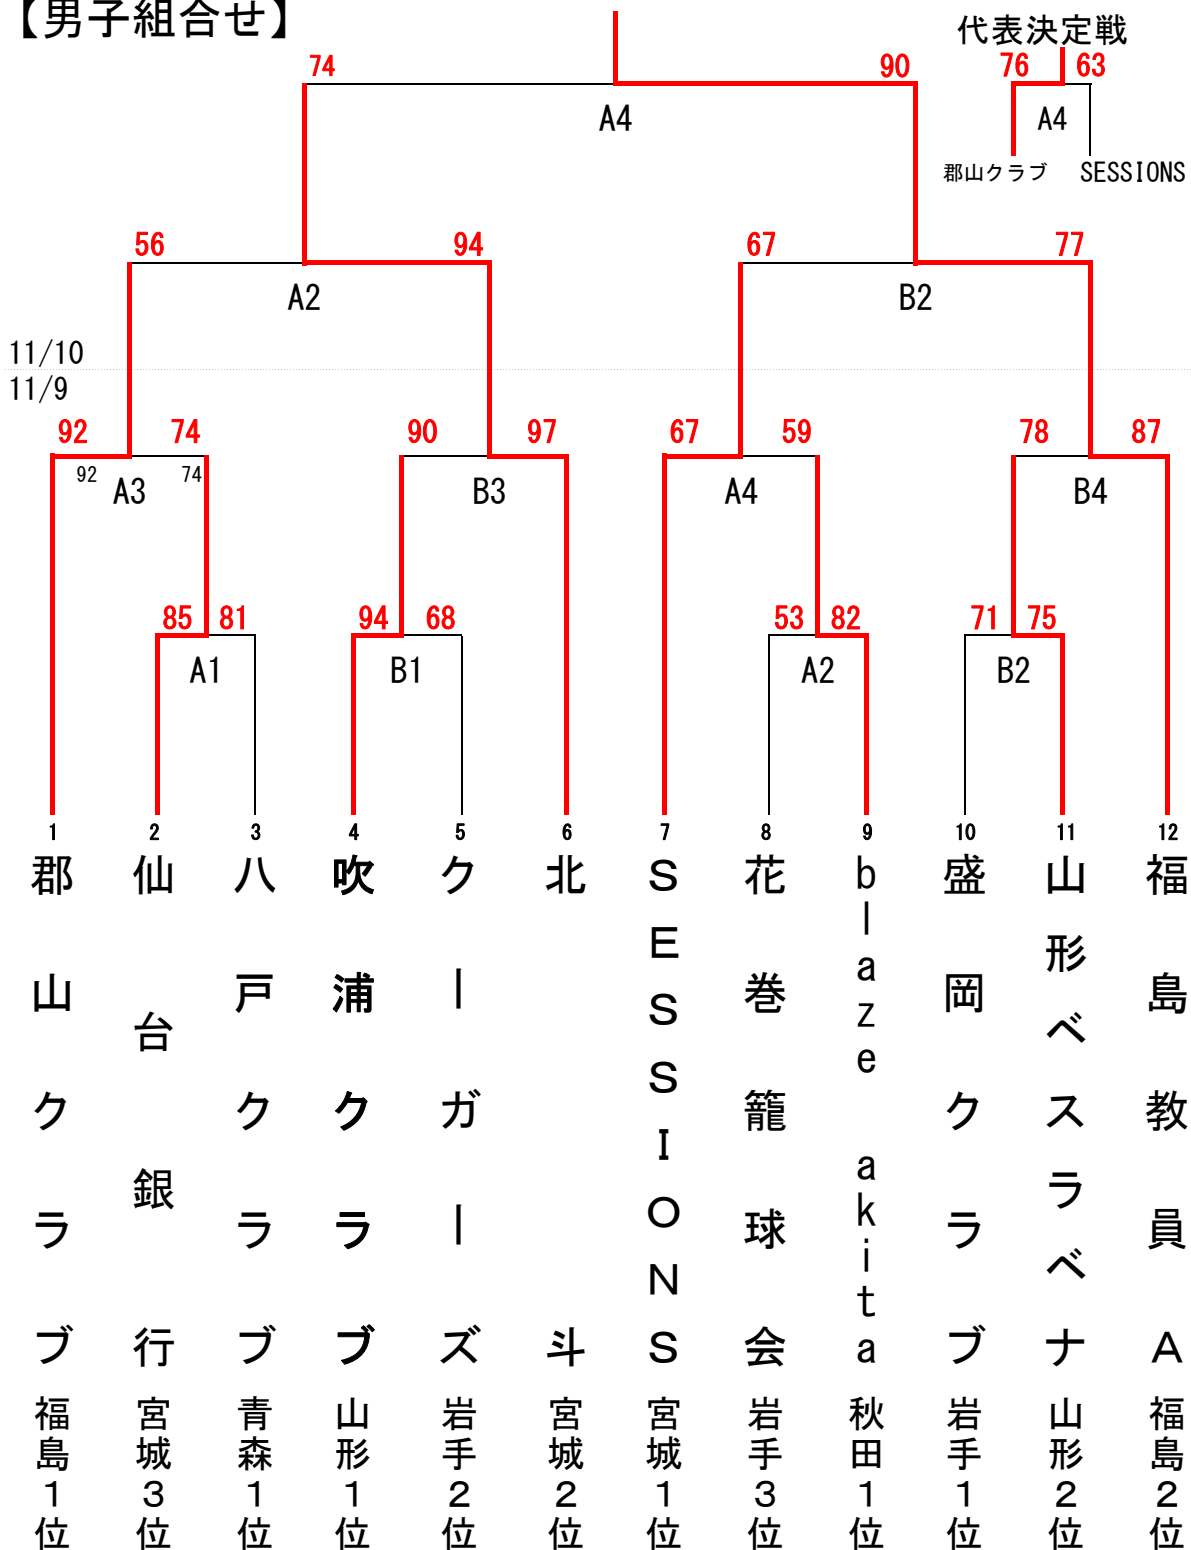 【男子組合せ】
代表決定戦
74 90 76 63
A4 A4
郡山クラブ SESSIONS
56 94 67 77
A2 B2
11/10
11/9
92 74 90 97 67 59 78 87
92 74
A3 B3 A4 B4
85 81 94 68 53 82 71 75
A1 B1 A2 B2
1 2 3 4 5 6 7 8 9 10 11 12
郡山クラブ
福島1位
仙台銀行
宮城3位
八戸クラブ
青森1位
吹浦クラブ
山形1位
クーガーズ
岩手2位
北斗
宮城2位
SESSIONS
宮城1位
花巻籠球会
岩手3位
blaze akita
秋田1位
盛岡クラブ
岩手1位
山形ベスラベナ
山形2位
福島教員A
福島2位